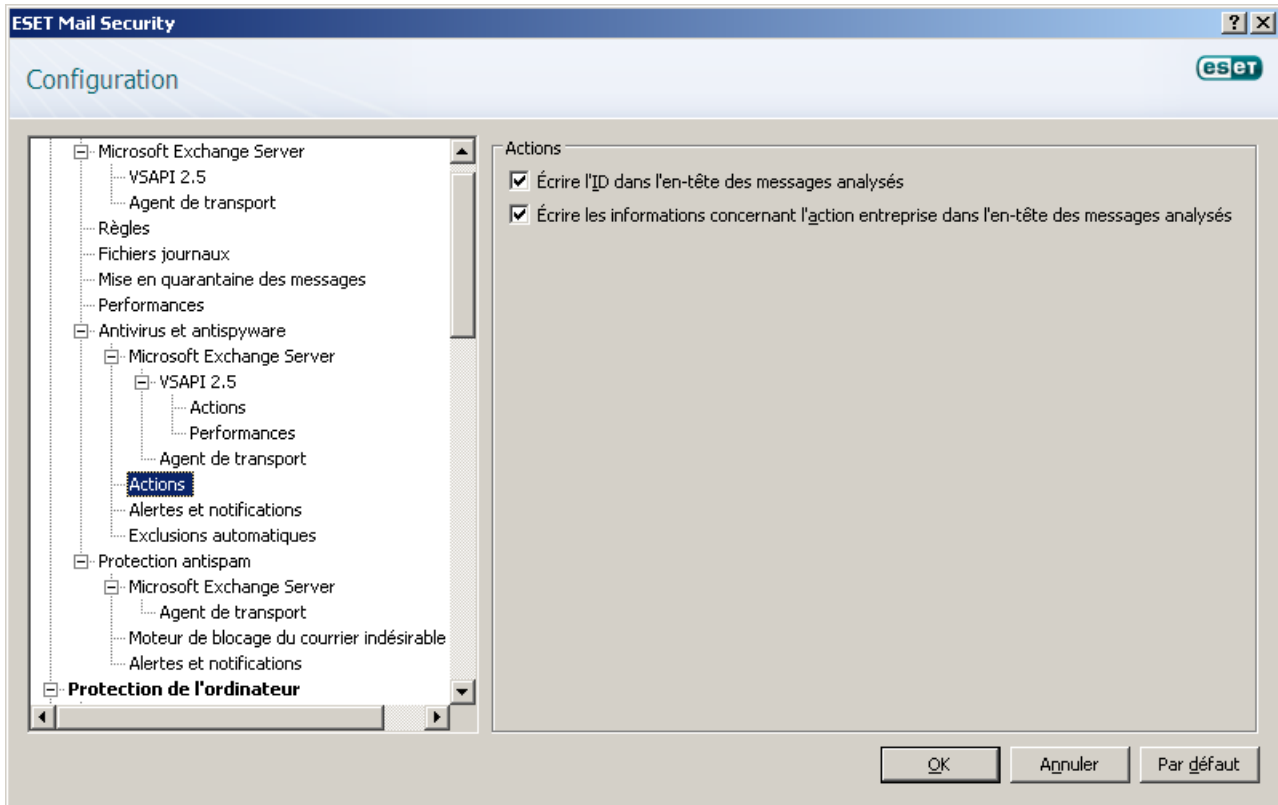 ESET Mail Security
Configuration
eset
Microsoft Exchange Server
VSAPI 2.5
Agent de transport
Règles
Fichiers journaux
Mise en quarantaine des messages
Performances
Antivirus et antispyware
Microsoft Exchange Server
VSAPI 2.5
Actions
Performances
Agent de transport
Actions
Alertes et notifications
Exclusions automatiques
Protection antispam
Microsoft Exchange Server
Agent de transport
Moteur de blocage du courrier indésirable
Alertes et notifications
Protection de l'ordinateur
Actions
Écrire l'ID dans l'en-tête des messages analysés
Écrire les informations concernant l'action entreprise dans l'en-tête des messages analysés
OK
Annuler
Par défaut